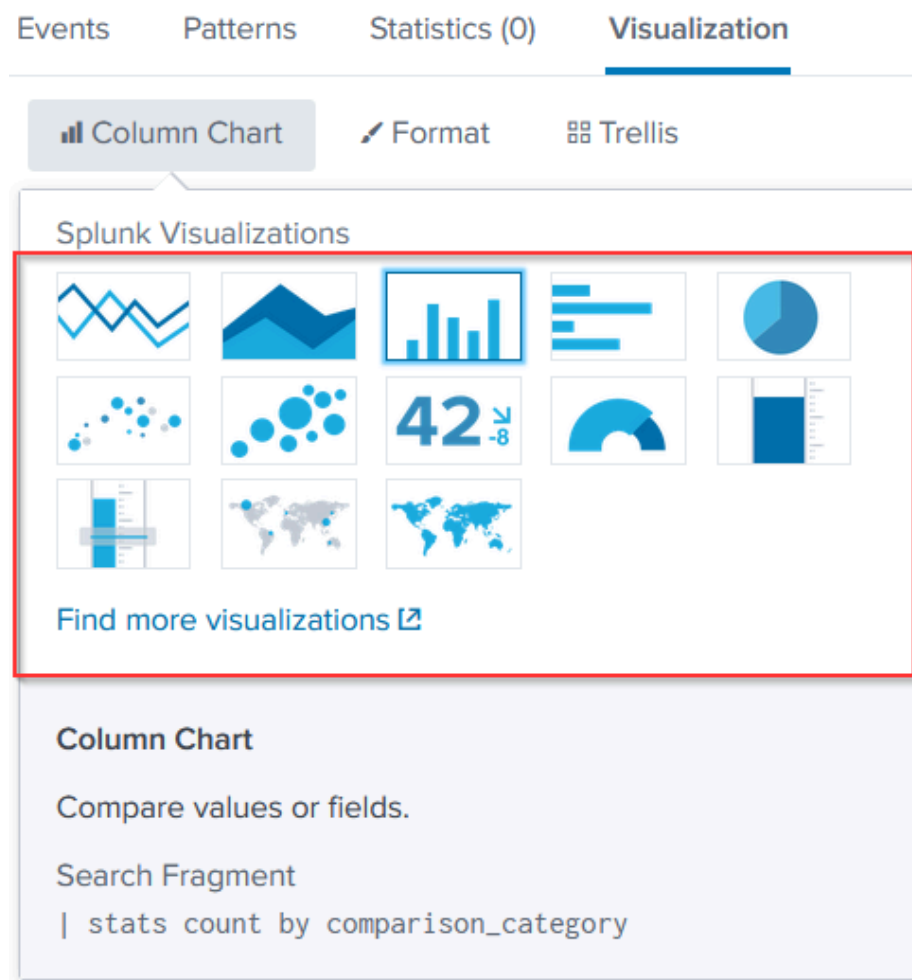 Events Patterns Statistics (0) Visualization
Column Chart Format Trellis
Splunk Visualizations
42 -8
Find more visualizations
Column Chart
Compare values or fields.
Search Fragment
| stats count by comparison_category